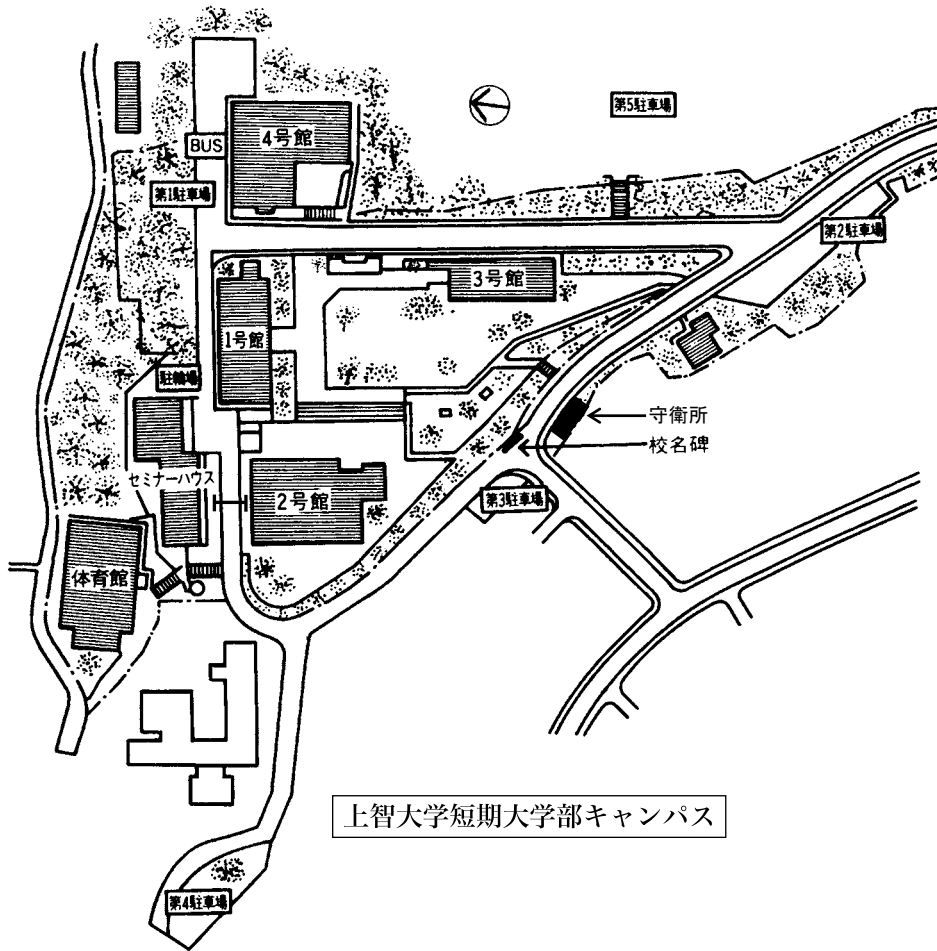 第5駐車場
4号館
BUS
第1駐車場
第2駐車場
3号館
1号館
駐輪場
守衛所
校名碑
セミナーハウス
2号館
第3駐車場
体育館
上智大学短期大学部キャンパス
第4駐車場